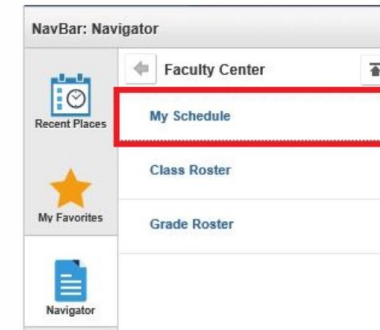 NavBar: Navigator
Faculty Center
Recent Places
My Schedule
Class Roster
My Favorites
Grade Roster
Navigator